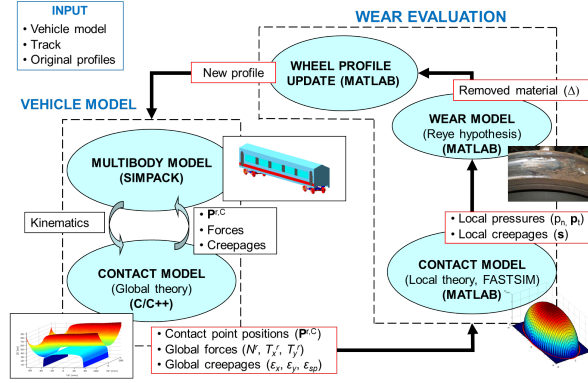 INPUT
• Vehicle model
• Track
• Original profiles
WEAR EVALUATION
WHEEL PROFILE
UPDATE (MATLAB)
New profile
Removed material (Δ)
VEHICLE MODEL
WEAR MODEL
(Reye hypothesis)
(MATLAB)
MULTIBODY MODEL
(SIMPACK)
Kinematics
• P^r,C
• Forces
• Creepages
• Local pressures (p_n, p_t)
• Local creepages (s)
CONTACT MODEL
(Global theory)
(C/C++)
CONTACT MODEL
(Local theory, FASTSIM)
(MATLAB)
• Contact point positions (P^r,C)
• Global forces (N^r, T_x^r, T_y^r)
• Global creepages (ε_x, ε_y, ε_sp)